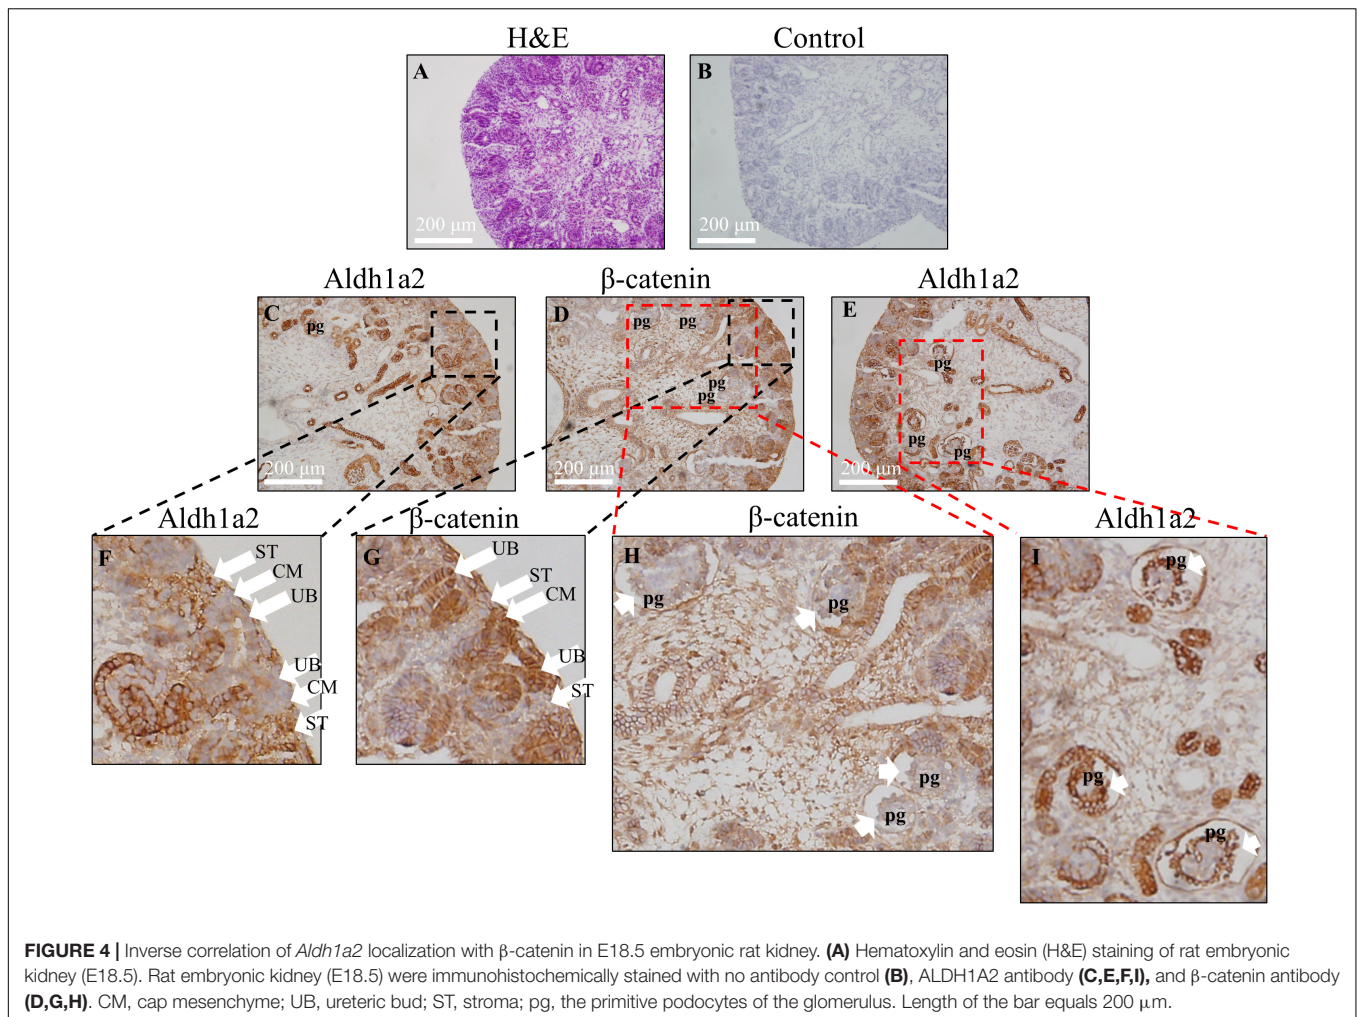 H&E
Control
A
B
200 μm
200 μm
Aldh1a2
β-catenin
Aldh1a2
C
pg
D
pg
pg
pg
pg
E
pg
pg
pg
200 μm
200 μm
200 μm
Aldh1a2
β-catenin
β-catenin
Aldh1a2
F
ST
CM
UB
UB
CM
ST
G
UB
ST
CM
UB
ST
H
pg
pg
pg
pg
I
pg
pg
pg
FIGURE 4 | Inverse correlation of Aldh1a2 localization with β-catenin in E18.5 embryonic rat kidney. (A) Hematoxylin and eosin (H&E) staining of rat embryonic
kidney (E18.5). Rat embryonic kidney (E18.5) were immunohistochemically stained with no antibody control (B), ALDH1A2 antibody (C,E,F,I), and β-catenin antibody
(D,G,H). CM, cap mesenchyme; UB, ureteric bud; ST, stroma; pg, the primitive podocytes of the glomerulus. Length of the bar equals 200 μm.